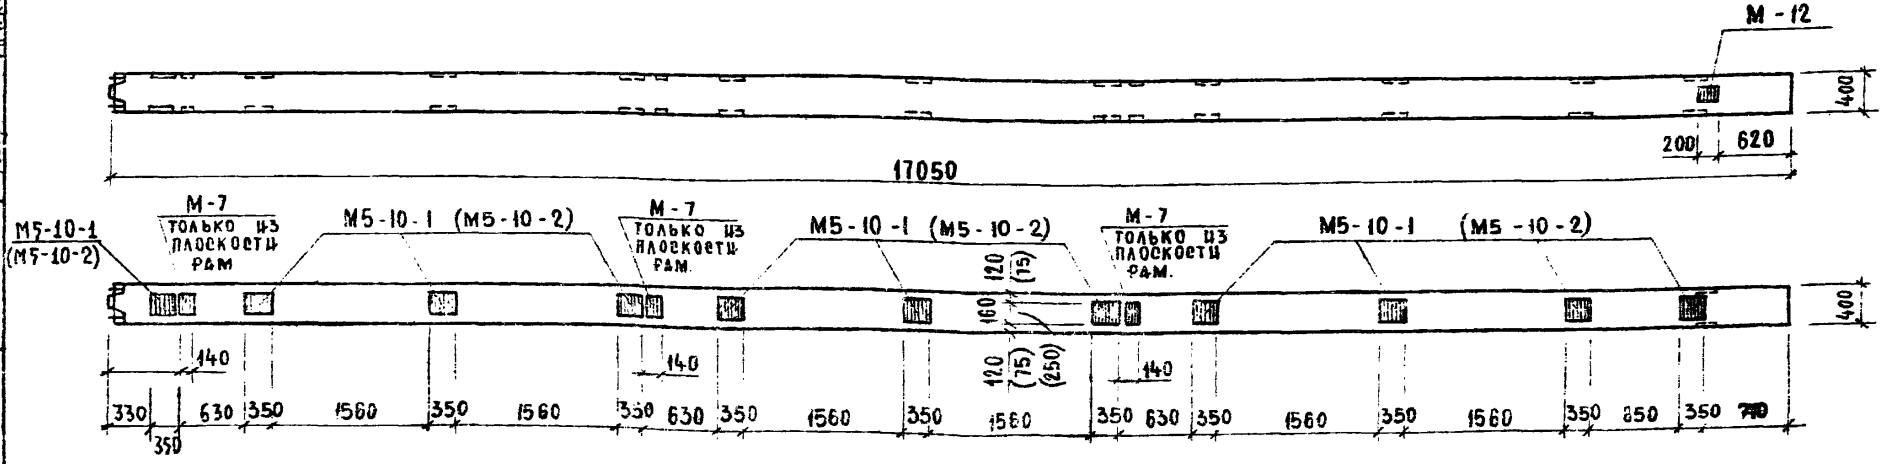 М - 12
400
200
620
17050
М5-10-1
(М5-10-2)
М-7
ТОЛЬКО ИЗ
ПЛОСКОСТИ
РАМ
М5-10-1 (М5-10-2)
М-7
ТОЛЬКО ИЗ
ПЛОСКОСТИ
РАМ.
М5-10-1 (М5-10-2)
М-7
ТОЛЬКО ИЗ
ПЛОСКОСТИ
РАМ.
М5-10-1 (М5-10-2)
120
(75)
160
400
120
(75)
(250)
140
140
140
330 350 630 350 1560 350 1560 350 630 350 1560 350 1560 350 630 350 1560 350 1560 350 850 350